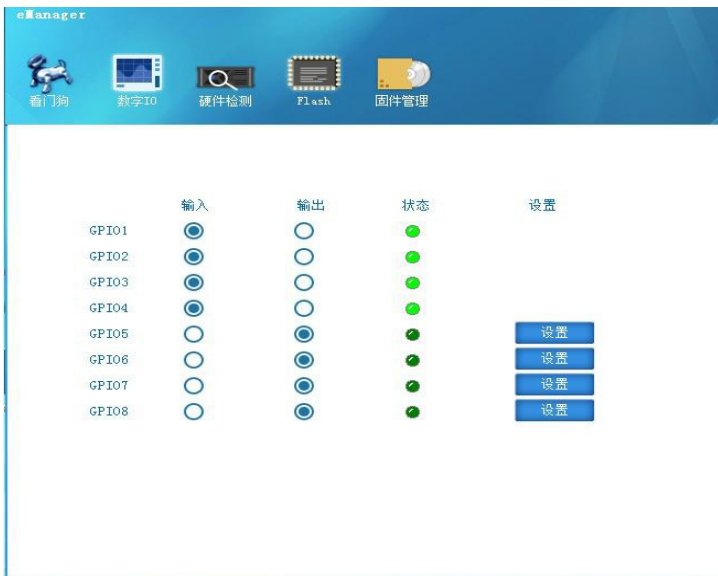 eManager
看门狗 数字IO 硬件检测 Flash 固件管理
输入 输出 状态 设置
GPIO1
GPIO2
GPIO3
GPIO4
GPIO5 设置
GPIO6 设置
GPIO7 设置
GPIO8 设置